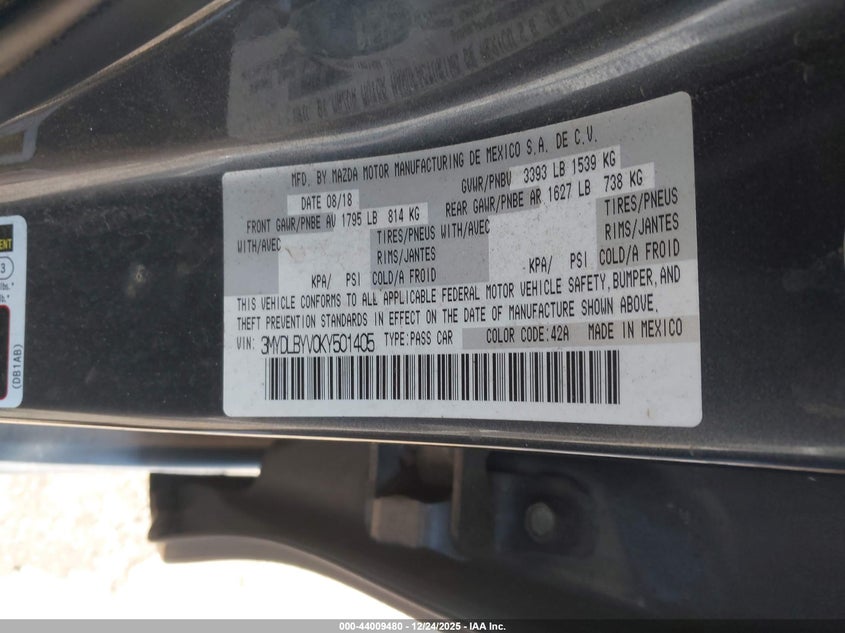 MFD. BY MAZDA MOTOR MANUFACTURING DE MEXICO S.A. DE C.V.
DATE 08/18 GVWR/PNBV 3393 LB 1539 KG
FRONT GAWR/PNBE AV 1795 LB 814 KG REAR GAWR/PNBE AR 1627 LB 738 KG
WITH/AVEC TIRES/PNEUS WITH/AVEC TIRES/PNEUS
RIMS/JANTES RIMS/JANTES
KPA/ PSI COLD/A FROID KPA/ PSI COLD/A FROID
THIS VEHICLE CONFORMS TO ALL APPLICABLE FEDERAL MOTOR VEHICLE SAFETY, BUMPER, AND
THEFT PREVENTION STANDARDS IN EFFECT ON THE DATE OF MANUFACTURE SHOWN ABOVE.
VIN: 3MYDLBYV0KY501405 TYPE:PASS CAR COLOR CODE:42A MADE IN MEXICO
(DB1AB)
000-44009480 - 12/24/2025 - IAA Inc.